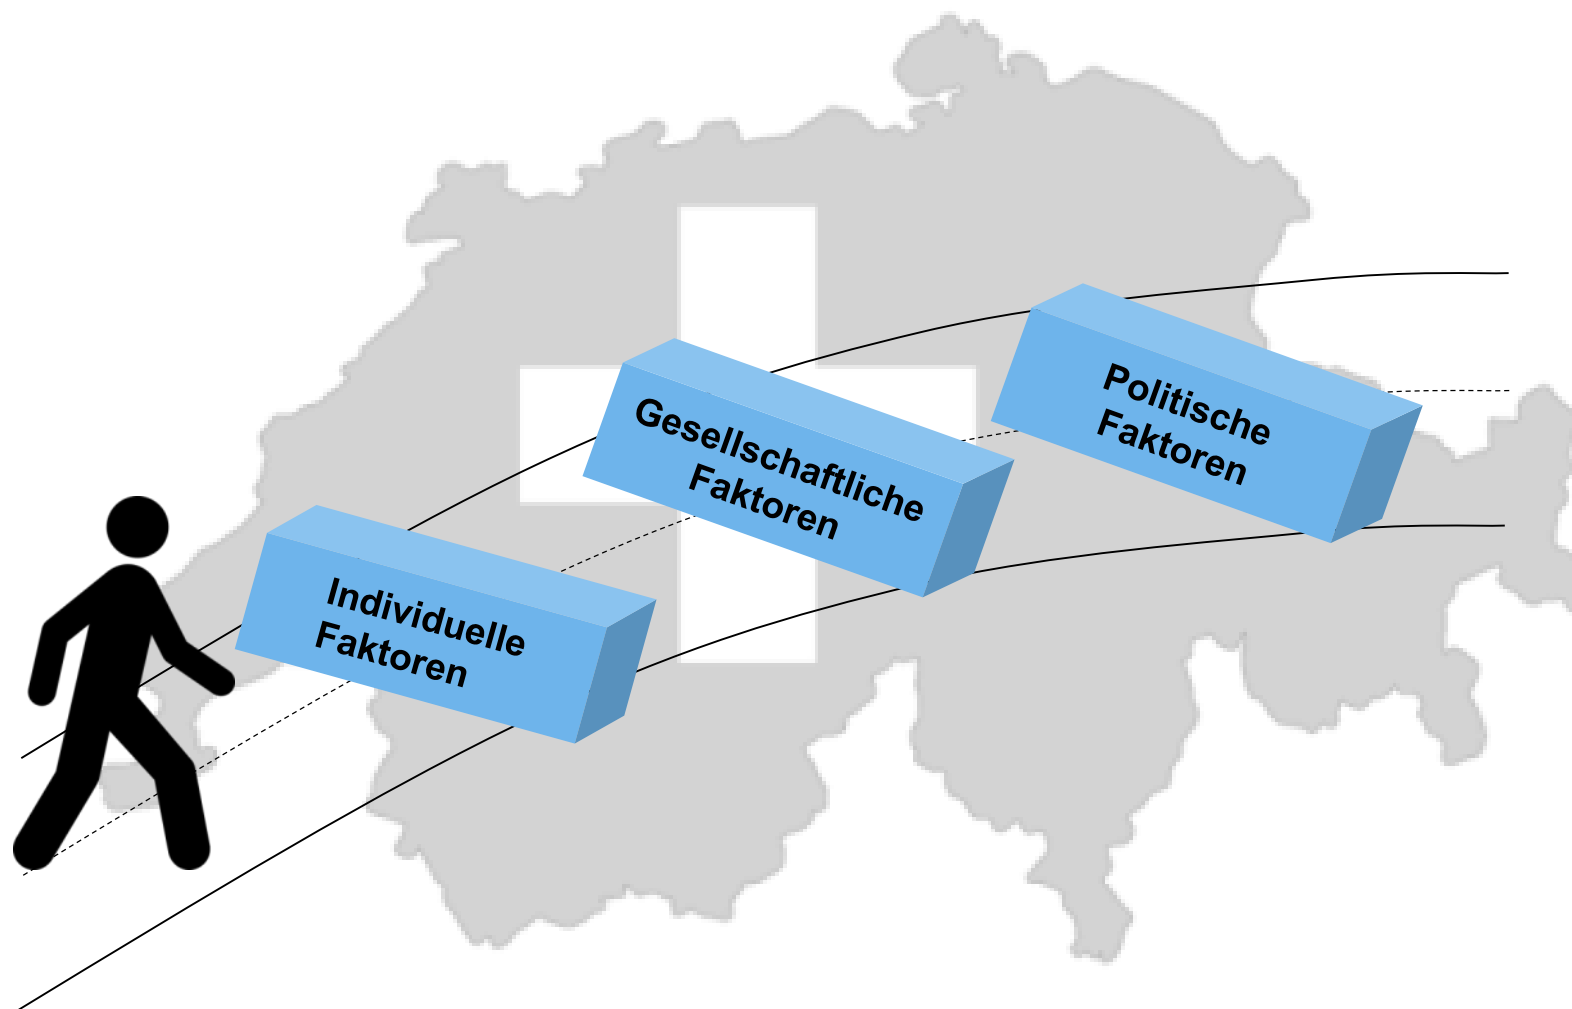 Individuelle
Faktoren
Gesellschaftliche
Faktoren
Politische
Faktoren